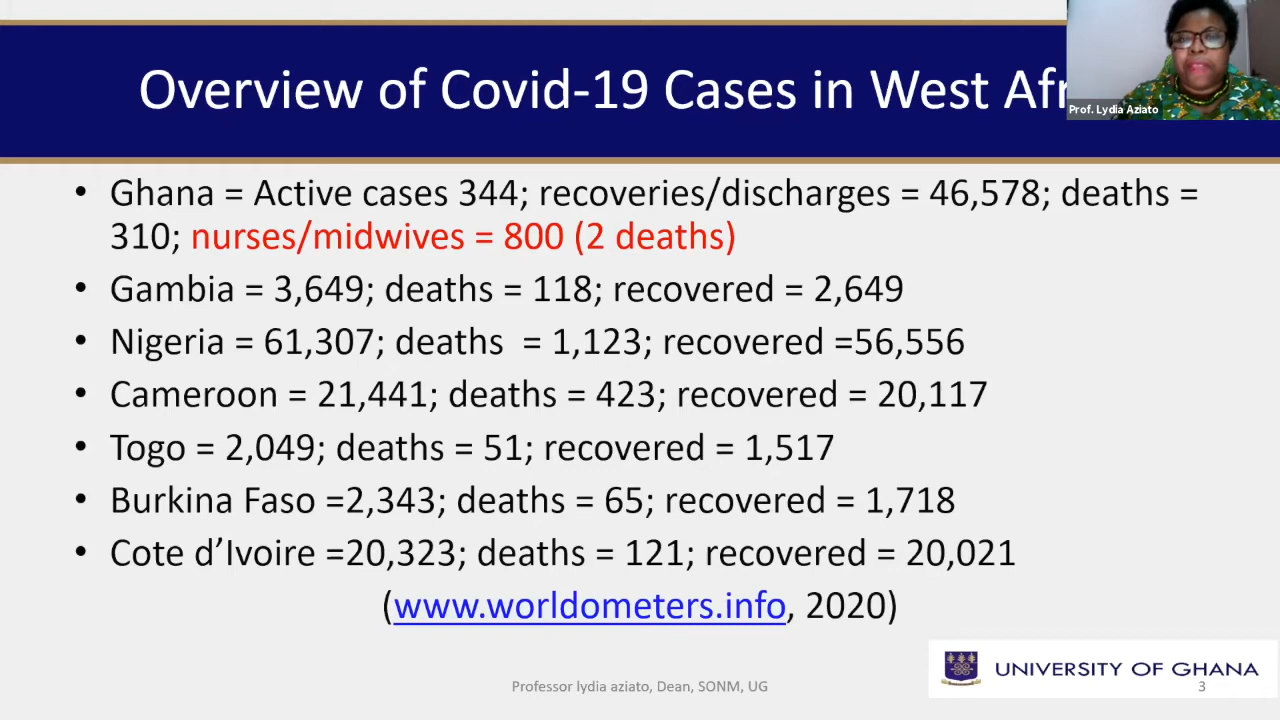 Overview of Covid-19 Cases in West Afr
Prof. Lydia Aziato
• Ghana = Active cases 344; recoveries/discharges = 46,578; deaths =
310; nurses/midwives = 800 (2 deaths)
• Gambia = 3,649; deaths = 118; recovered = 2,649
• Nigeria = 61,307; deaths  = 1,123; recovered =56,556
• Cameroon = 21,441; deaths = 423; recovered = 20,117
• Togo = 2,049; deaths = 51; recovered = 1,517
• Burkina Faso =2,343; deaths = 65; recovered = 1,718
• Cote d’Ivoire =20,323; deaths = 121; recovered = 20,021
(www.worldometers.info, 2020)
UNIVERSITY OF GHANA
Professor lydia aziato, Dean, SONM, UG
3